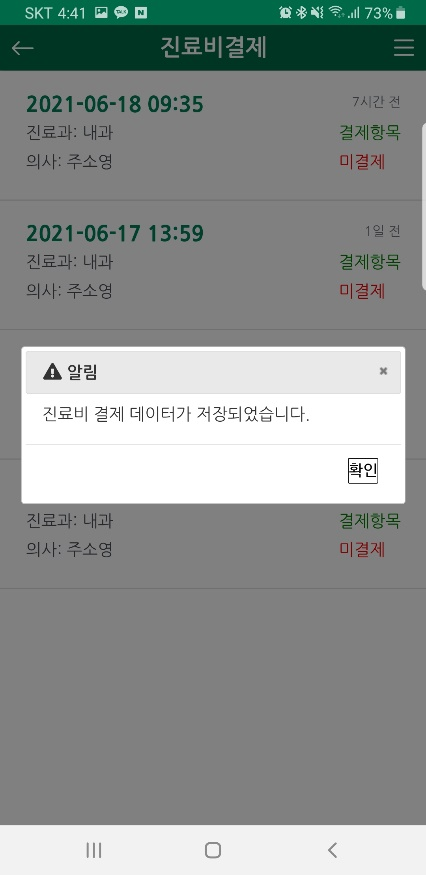 SKT 4:41 73%
진료비결제
2021-06-18 09:35 7시간 전
진료과: 내과 결제항목
의사: 주소영 미결제
2021-06-17 13:59 1일 전
진료과: 내과 결제항목
의사: 주소영 미결제
알림 ×
진료비 결제 데이터가 저장되었습니다.
확인
진료과: 내과 결제항목
의사: 주소영 미결제